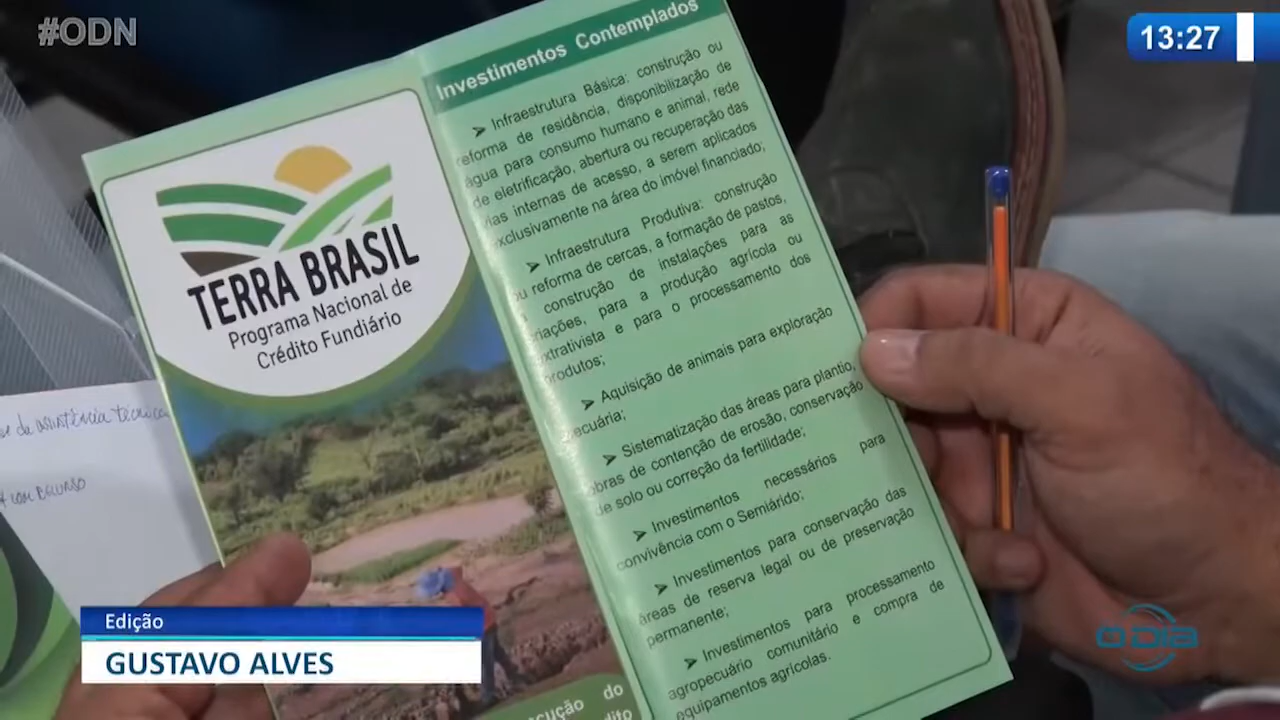 #ODN
13:27
TERRA BRASIL
Programa Nacional de
Crédito Fundiário
Investimentos Contemplados
➤ Infraestrutura Básica: construção ou
reforma de residência, disponibilização de
água para consumo humano e animal, rede
de eletrificação, abertura ou recuperação das
vias internas de acesso, a serem aplicados
exclusivamente na área do imóvel financiado;
➤ Infraestrutura Produtiva: construção
ou reforma de cercas, a formação de pastos,
construção de instalações para as
criações, para a produção agrícola ou
extrativista e para o processamento dos
produtos;
➤ Aquisição de animais para exploração
pecuária;
➤ Sistematização das áreas para plantio,
obras de contenção de erosão, conservação
de solo ou correção da fertilidade;
➤ Investimentos necessários para
convivência com o Semiárido;
➤ Investimentos para conservação das
áreas de reserva legal ou de preservação
permanente;
➤ Investimentos para processamento
agropecuário comunitário e compra de
equipamentos agrícolas.
de assistência técnica
com
do
Edição
GUSTAVO ALVES
O DIA